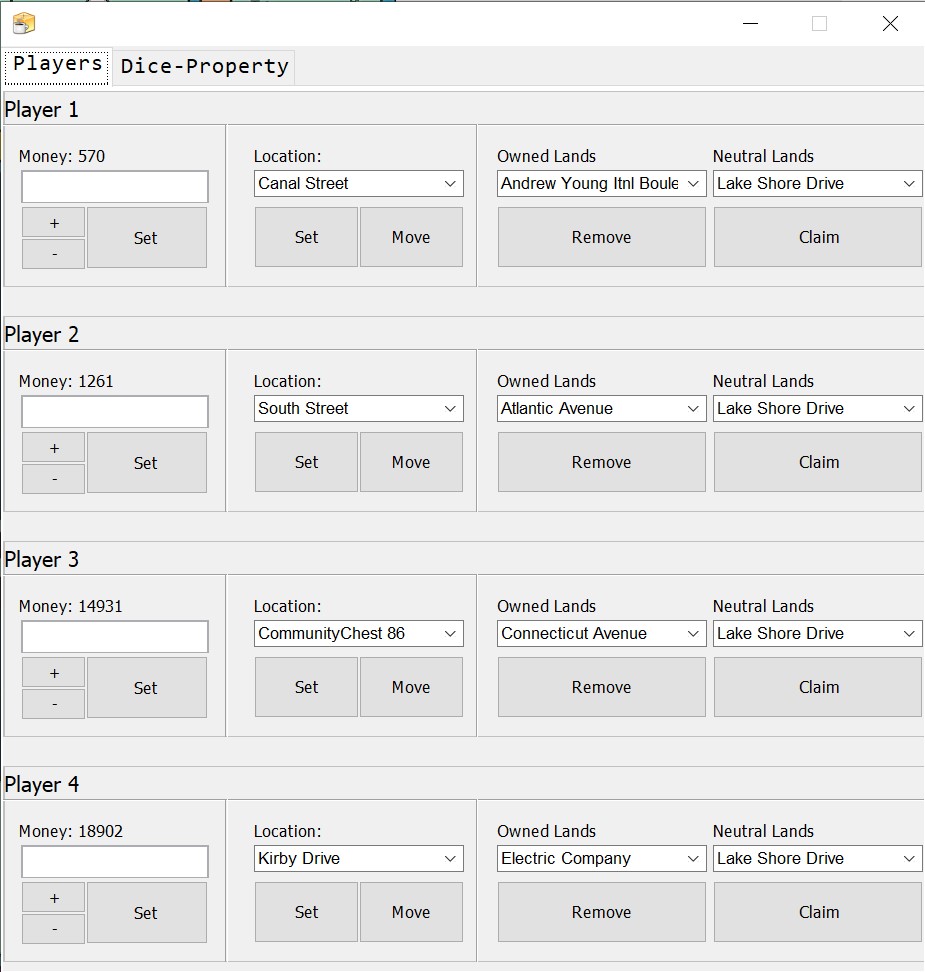 Players Dice-Property
Player 1
Money: 570 Location: Owned Lands Neutral Lands
Canal Street Andrew Young Itnl Boule Lake Shore Drive
+ Set Set Move Remove Claim
-
Player 2
Money: 1261 Location: Owned Lands Neutral Lands
South Street Atlantic Avenue Lake Shore Drive
+ Set Set Move Remove Claim
-
Player 3
Money: 14931 Location: Owned Lands Neutral Lands
CommunityChest 86 Connecticut Avenue Lake Shore Drive
+ Set Set Move Remove Claim
-
Player 4
Money: 18902 Location: Owned Lands Neutral Lands
Kirby Drive Electric Company Lake Shore Drive
+ Set Set Move Remove Claim
-